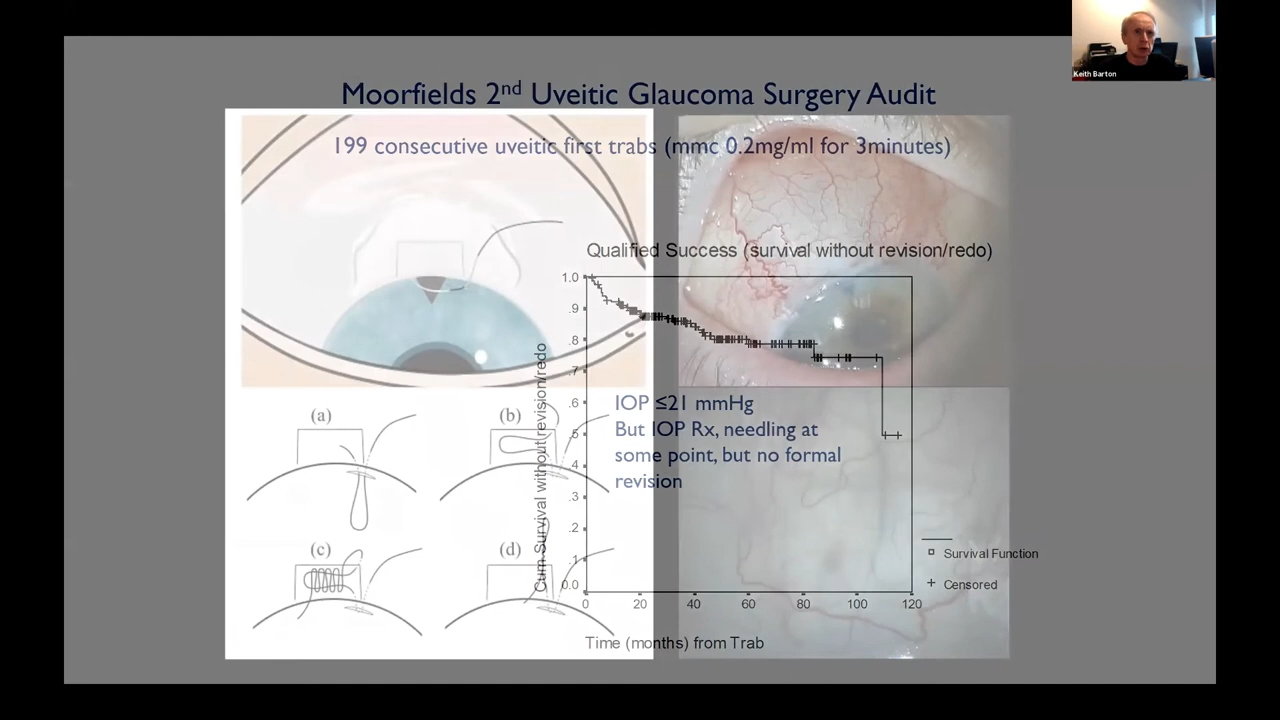 Keith Barton
Moorfields 2nd Uveitic Glaucoma Surgery Audit
199 consecutive uveitic first trabs (mmc 0.2mg/ml for 3minutes)
Qualified Success (survival without revision/redo)
1.0
.9
.8
.7
.6
.5
.4
.3
.2
.1
0.0
Cum Survival without revision/redo
IOP ≤21 mmHg
But IOP Rx, needling at
some point, but no formal
revision
(a)
(b)
(c)
(d)
Survival Function
Censored
0 20 40 60 80 100 120
Time (months) from Trab